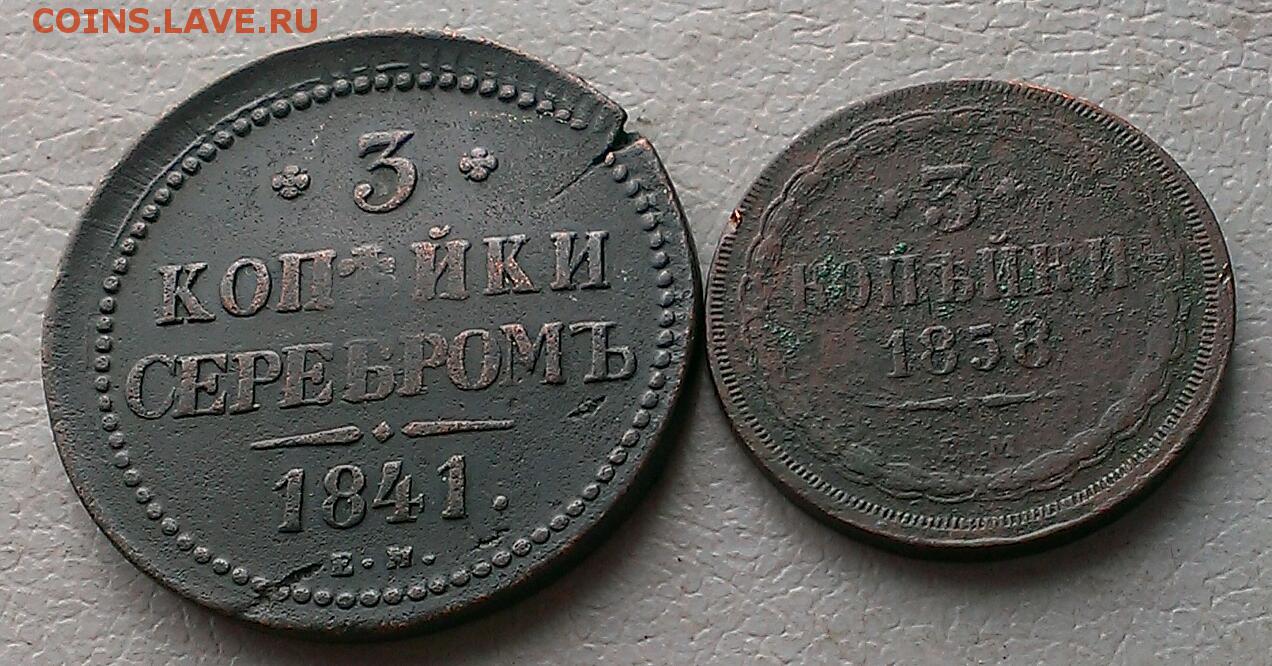 COINS.LAVE.RU
3
КОПѢЙКИ
СЕРЕБРОМЪ
1841.
Е.М.
3
КОПѢЙКИ
1858
Е.М